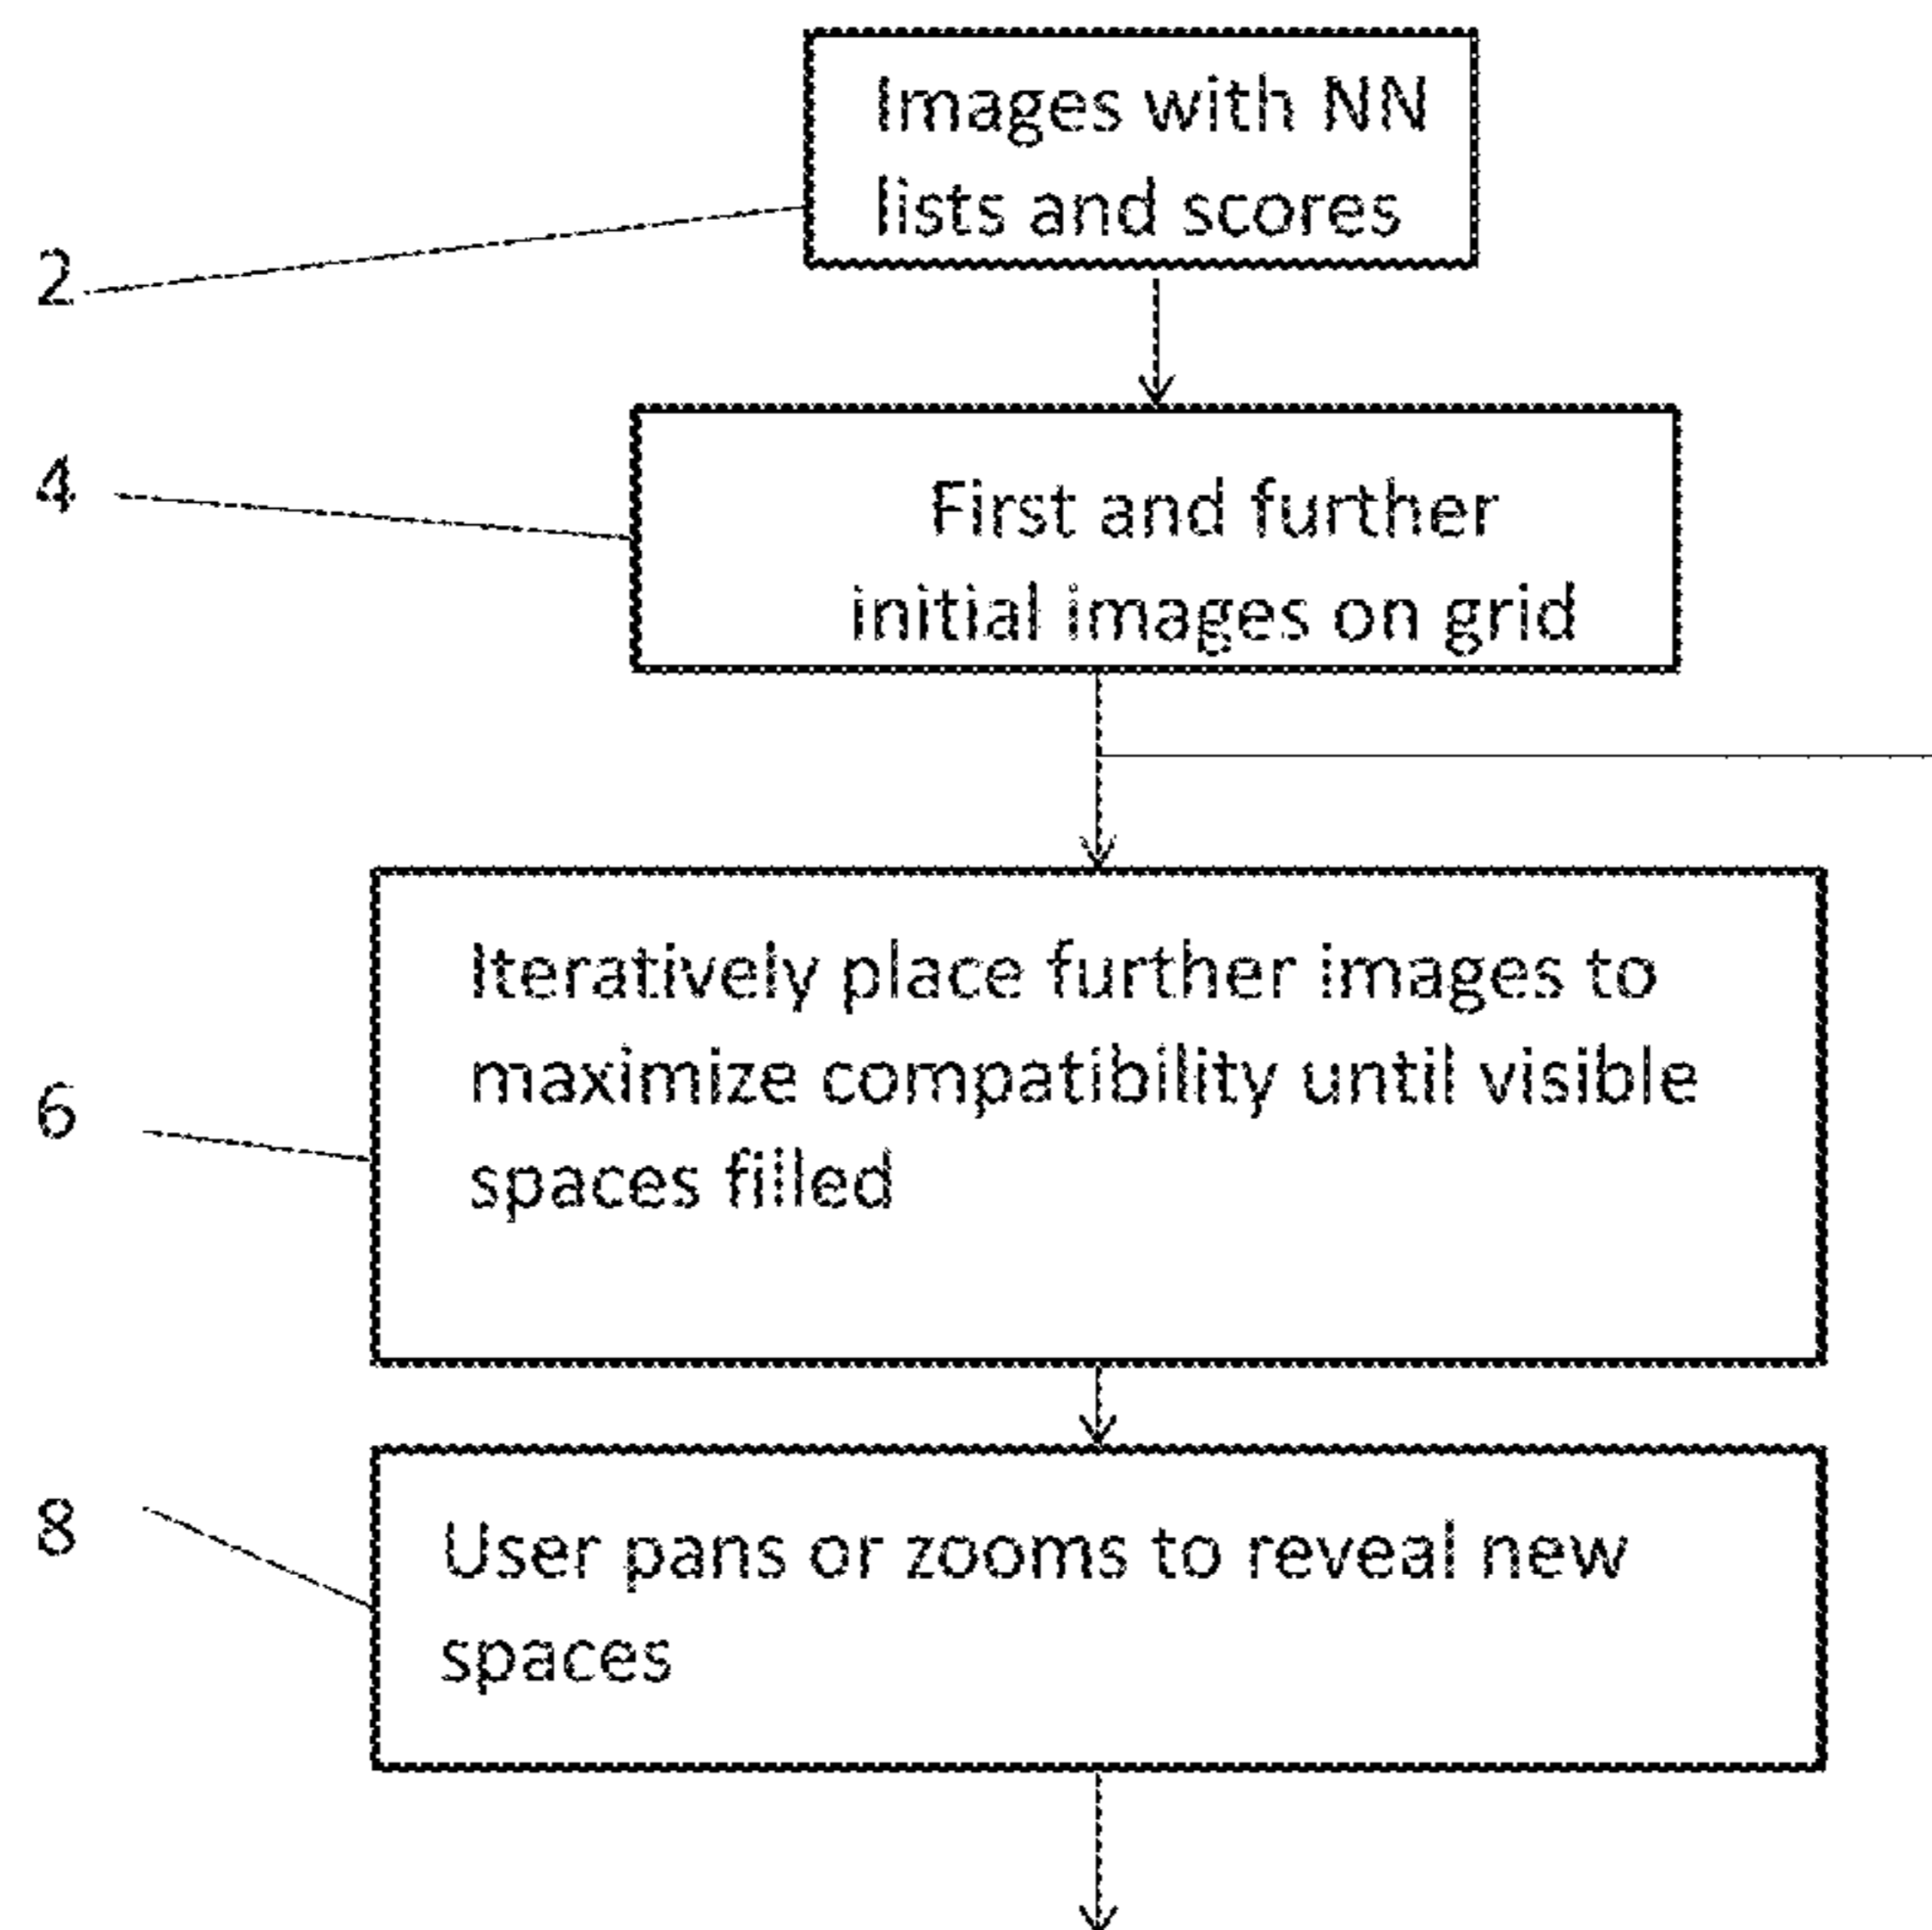 Images with NN
lists and scores
2
4
First and further
initial images on grid
Iteratively place further images to
maximize compatibility until visible
spaces filled
6
8
User pans or zooms to reveal new
spaces